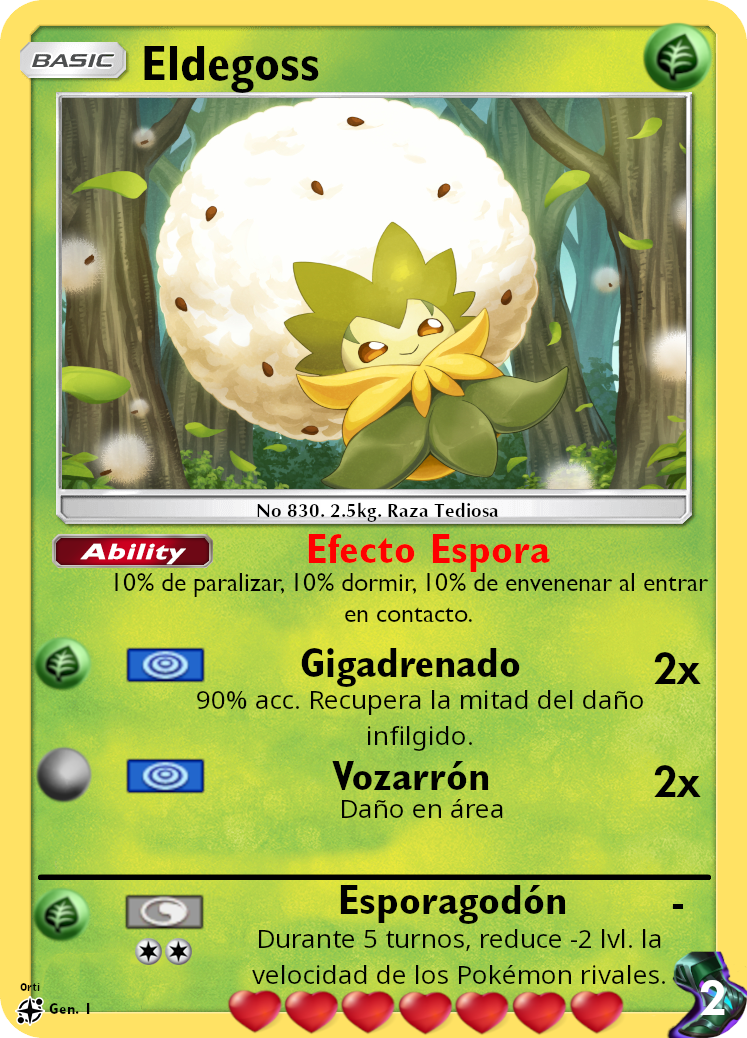 BASIC Eldegoss
No 830. 2.5kg. Raza Tediosa
Ability Efecto Espora
10% de paralizar, 10% dormir, 10% de envenenar al entrar
en contacto.
Gigadrenado 2x
90% acc. Recupera la mitad del daño
infilgido.
Vozarrón 2x
Daño en área
Esporagodón -
Durante 5 turnos, reduce -2 lvl. la
velocidad de los Pokémon rivales.
Orti
Gen. 1
2